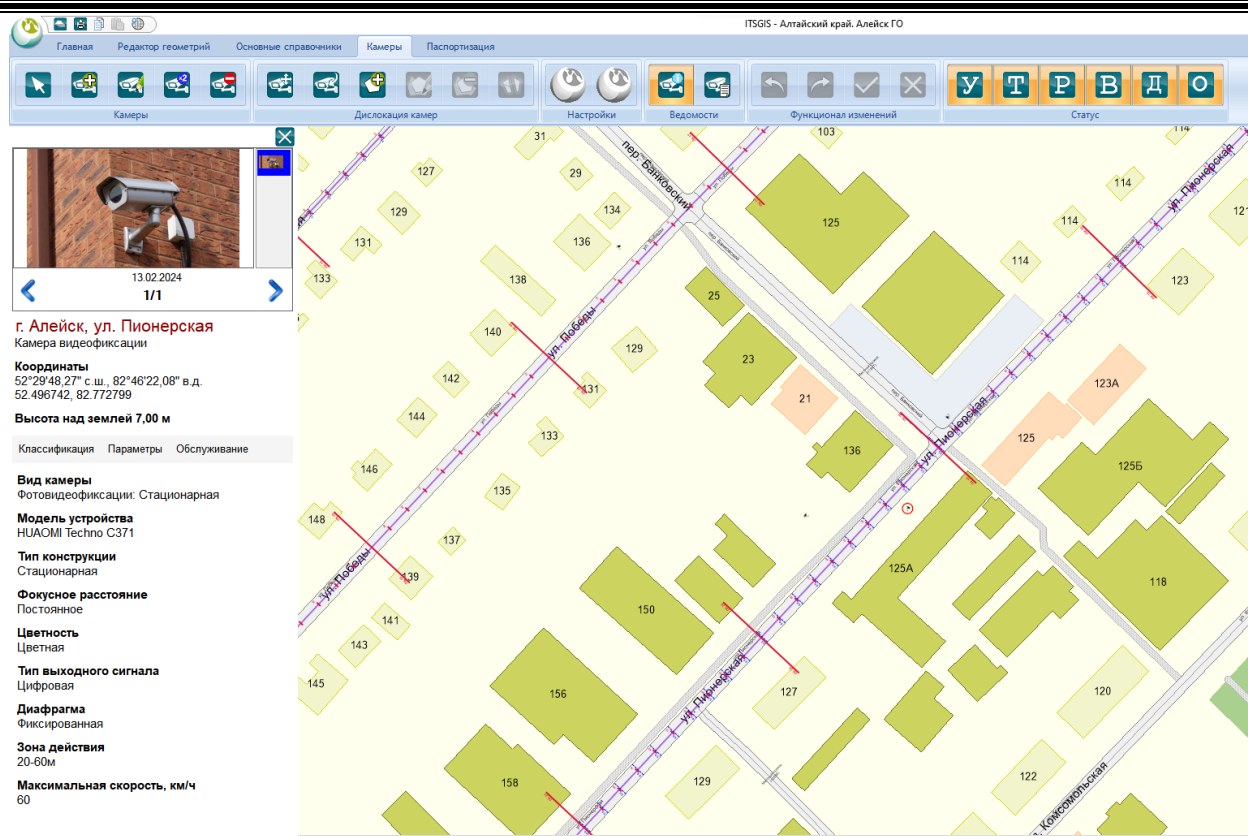 ITSGIS - Алтайский край. Алейск ГО
Главная Редактор геометрий Основные справочники Камеры Паспортизация
x2
У Т Р В Д О
Камеры Дислокация камер Настройки Ведомости Функционал изменений Статус
13.02.2024
1/1
г. Алейск, ул. Пионерская
Камера видеофиксации
Координаты
52°29'48,27" с.ш., 82°46'22,08" в.д.
52.496742, 82.772799
Высота над землей 7,00 м
Классификация Параметры Обслуживание
Вид камеры
Фотовидеофиксации: Стационарная
Модель устройства
HUAOMI Techno C371
Тип конструкции
Стационарная
Фокусное расстояние
Постоянное
Цветность
Цветная
Тип выходного сигнала
Цифровая
Диафрагма
Фиксированная
Зона действия
20-60м
Максимальная скорость, км/ч
60
31
103
114
пер. Банковский
ул. Пионерская
127
29
114
129
134
125
114
131
136
114
133
138
123
25
140
ул. Победы
129
23
142
131
21
123А
144
ул. Пионерская
133
136
125
146
125Б
135
148
137
ул. Победы
139
125А
118
141
150
143
145
156
ул. Пионерская
127
120
158
129
122
ул. Комсомольская